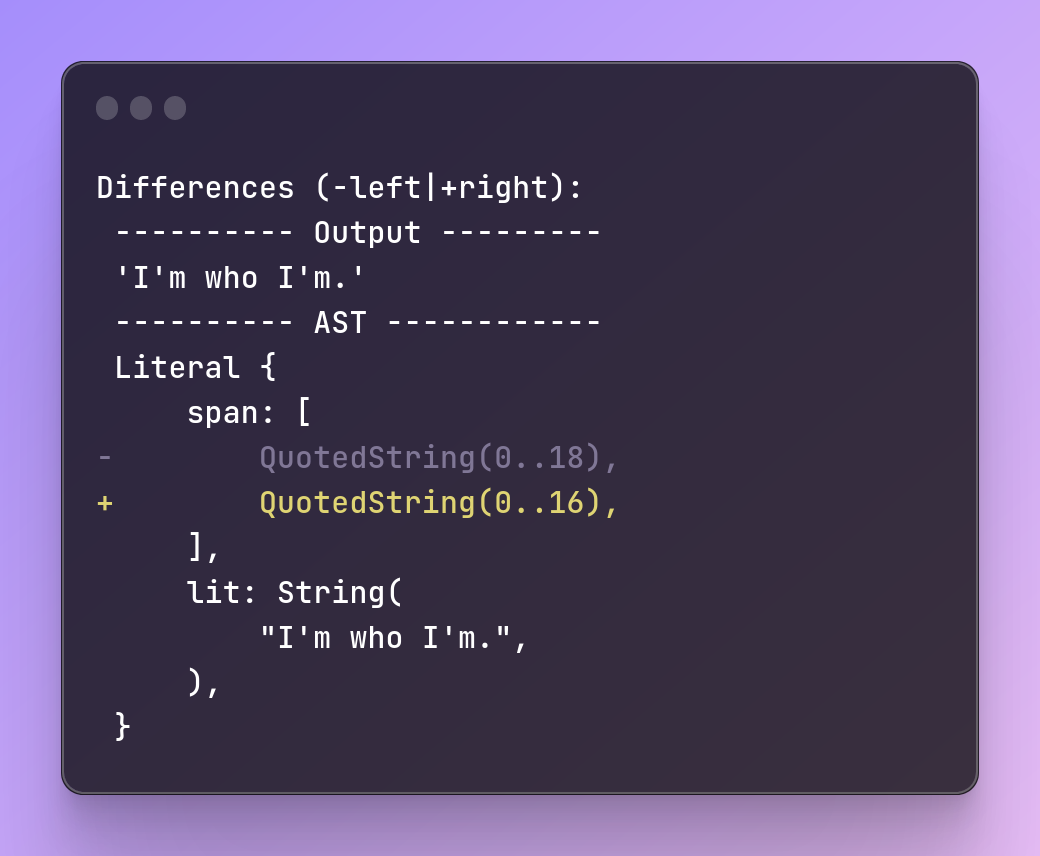 Differences (-left|+right):
 ---------- Output ---------
 'I'm who I'm.'
 ---------- AST ------------
 Literal {
     span: [
-        QuotedString(0..18),
+        QuotedString(0..16),
     ],
     lit: String(
         "I'm who I'm.",
     ),
 }